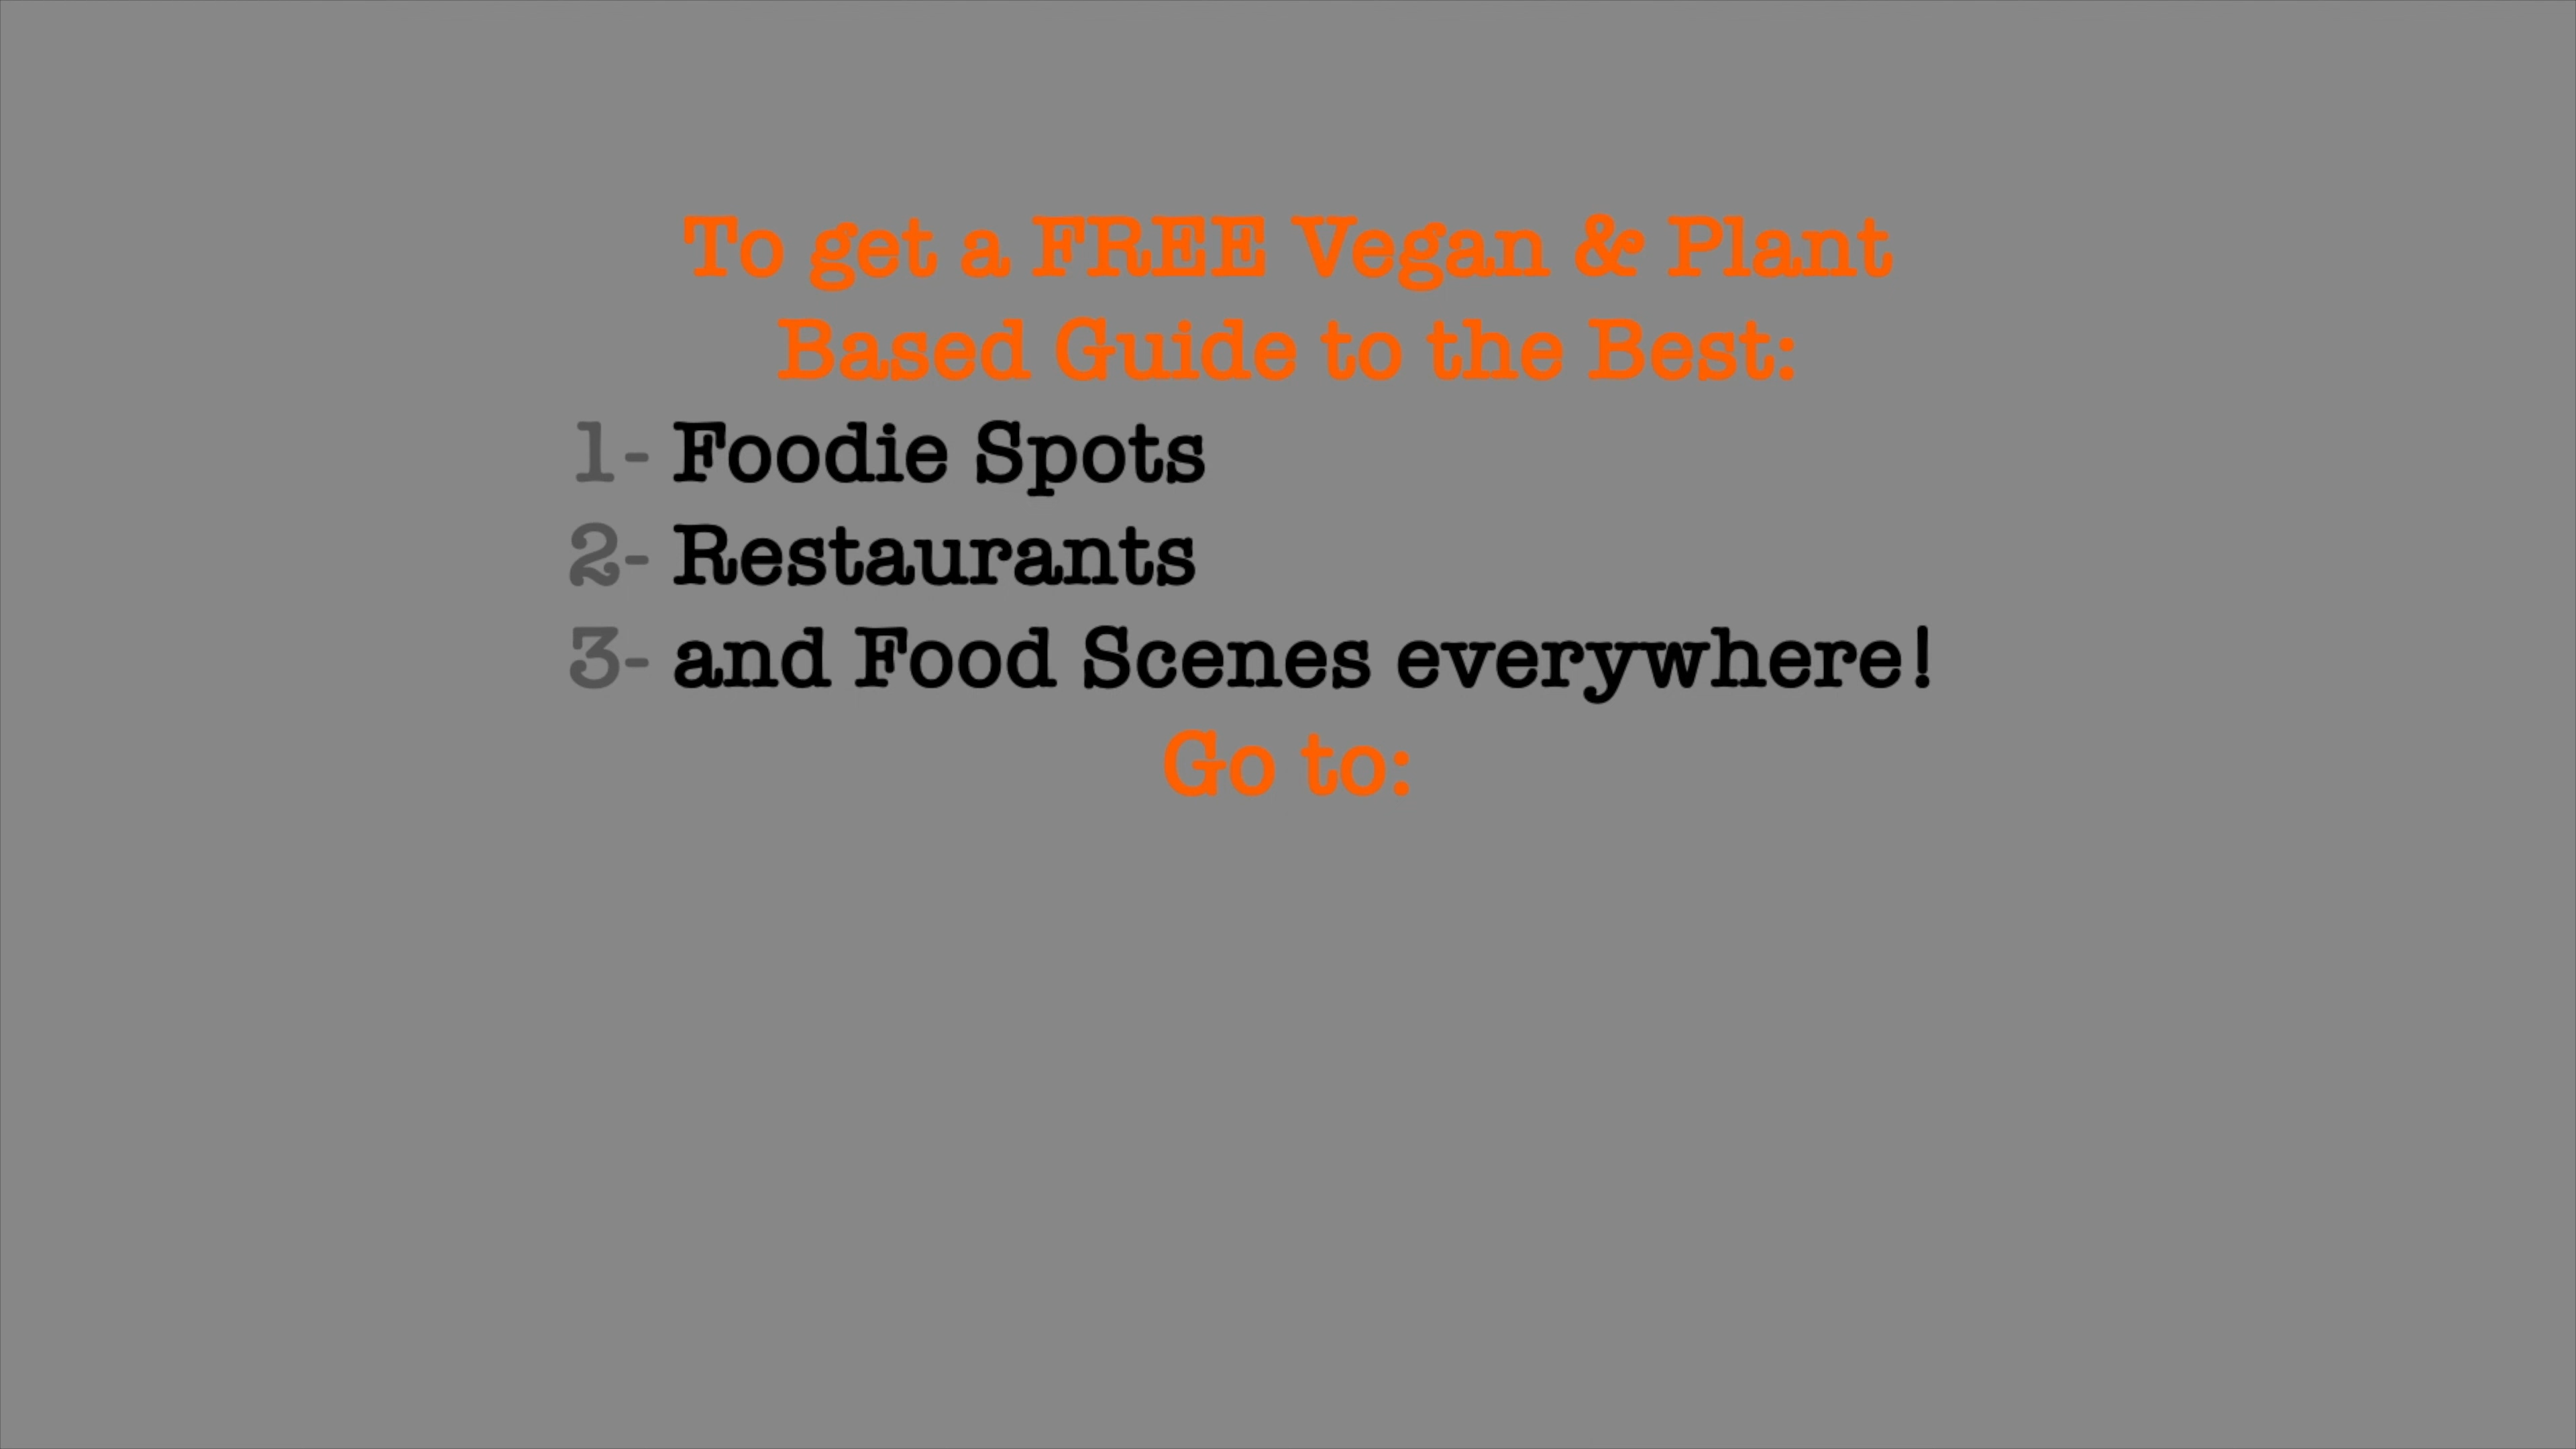 To get a FREE Vegan & Plant
Based Guide to the Best:
1- Foodie Spots
2- Restaurants
3- and Food Scenes everywhere!
Go to: